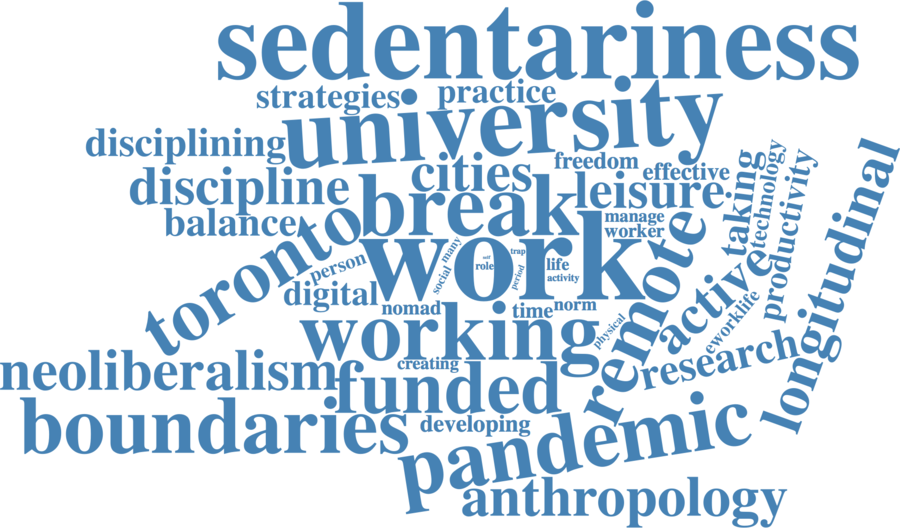 sedentariness
strategies
practice
university
disciplining
cities
freedom
effective
discipline
break
leisure
balance
manage
worker
toronto
work
remote
taking
technology
productivity
longitudinal
person
social
many
self
role
trap
period
life
activity
digital
nomad
time
norm
active
working
physical
eworklife
creating
research
neoliberalism
funded
boundaries
developing
pandemic
anthropology